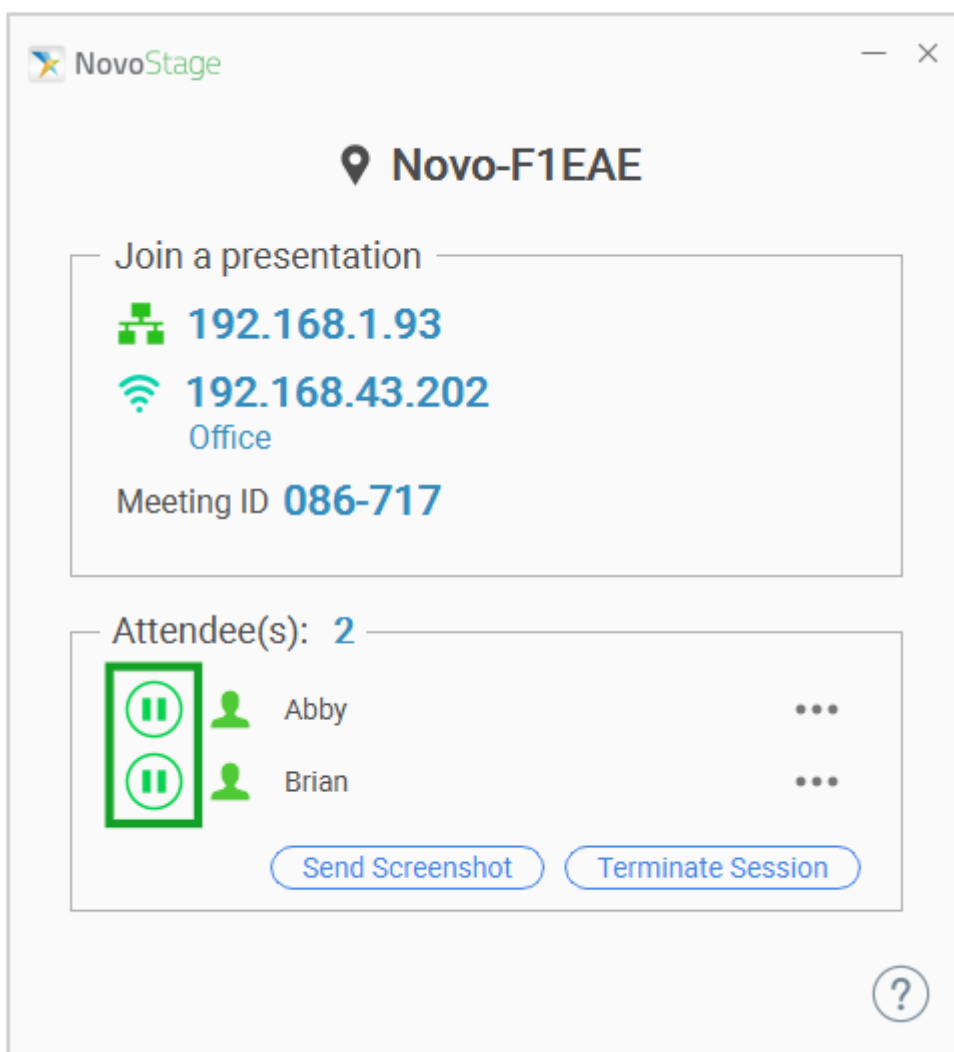 NovoStage
Novo-F1EAE
Join a presentation
192.168.1.93
192.168.43.202
Office
Meeting ID 086-717
Attendee(s): 2
Abby
Brian
Send Screenshot Terminate Session
?